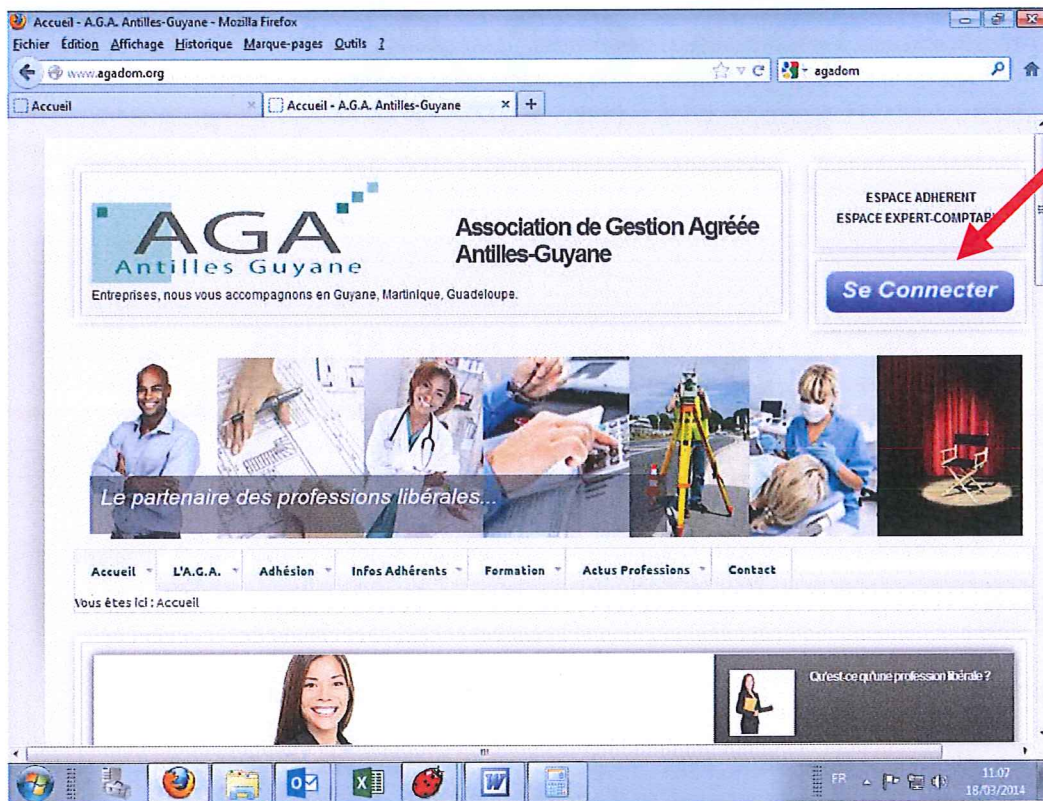 Accueil - A.G.A. Antilles-Guyane - Mozilla Firefox
Fichier Édition Affichage Historique Marque-pages Outils ?
www.agadom.org
agadom
Accueil
Accueil - A.G.A. Antilles-Guyane
AGA
Antilles Guyane
Association de Gestion Agréée
Antilles-Guyane
Entreprises, nous vous accompagnons en Guyane, Martinique, Guadeloupe.
ESPACE ADHERENT
ESPACE EXPERT-COMPTAB
Se Connecter
Le partenaire des professions libérales...
Accueil L'A.G.A. Adhésion Infos Adhérents Formation Actus Professions Contact
Vous êtes ici : Accueil
Qu'est-ce qu'une profession libérale ?
FR
11:07
18/03/2014